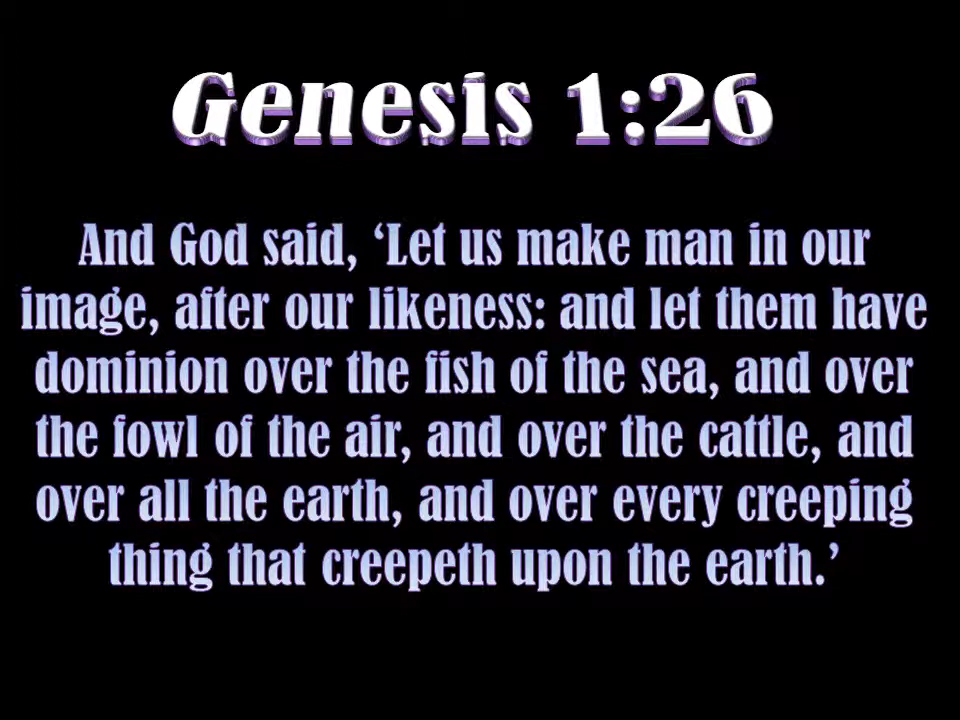 Genesis 1:26
And God said, ‘Let us make man in our
image, after our likeness: and let them have
dominion over the fish of the sea, and over
the fowl of the air, and over the cattle, and
over all the earth, and over every creeping
thing that creepeth upon the earth.’